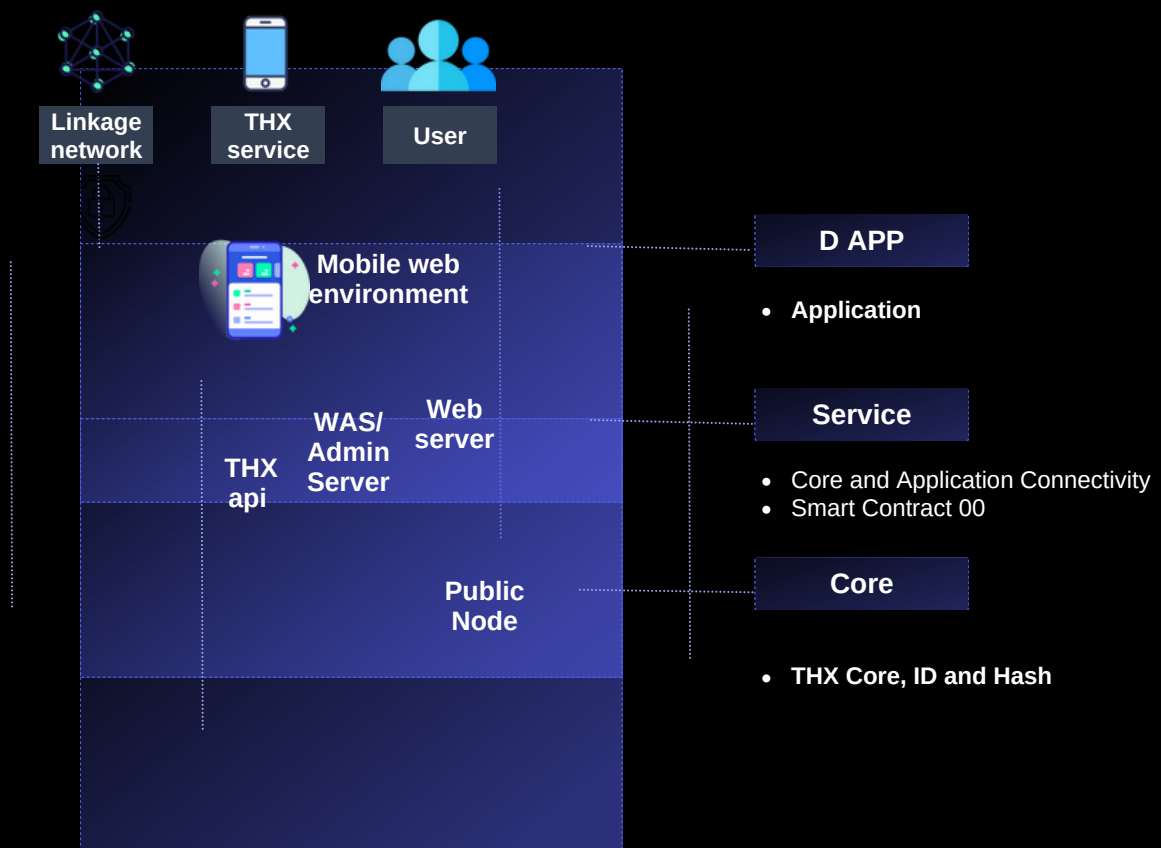 Linkage
network
THX
service
User
Mobile web
environment
WAS/
Admin
Server
Web
server
THX
api
Public
Node
D APP
• Application
Service
• Core and Application Connectivity
• Smart Contract 00
Core
• THX Core, ID and Hash